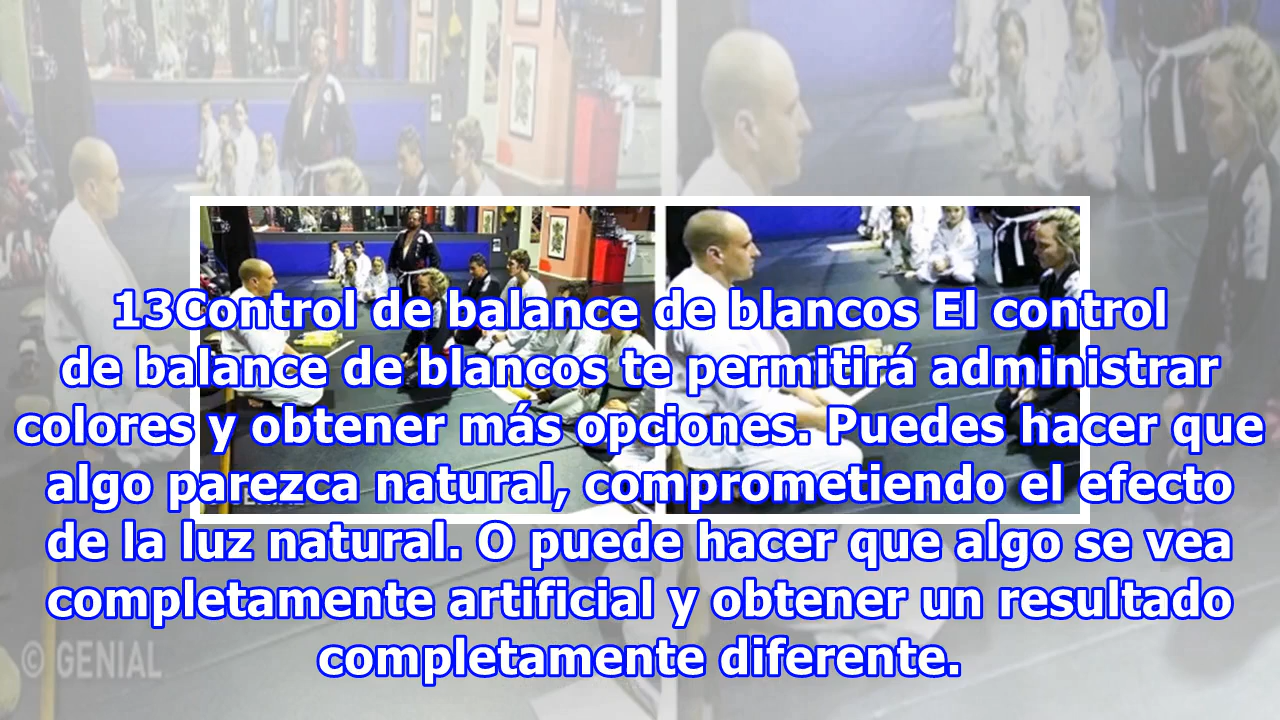 13Control de balance de blancos El control
de balance de blancos te permitirá administrar
colores y obtener más opciones. Puedes hacer que
algo parezca natural, comprometiendo el efecto
de la luz natural. O puede hacer que algo se vea
completamente artificial y obtener un resultado
completamente diferente.
© GENIAL